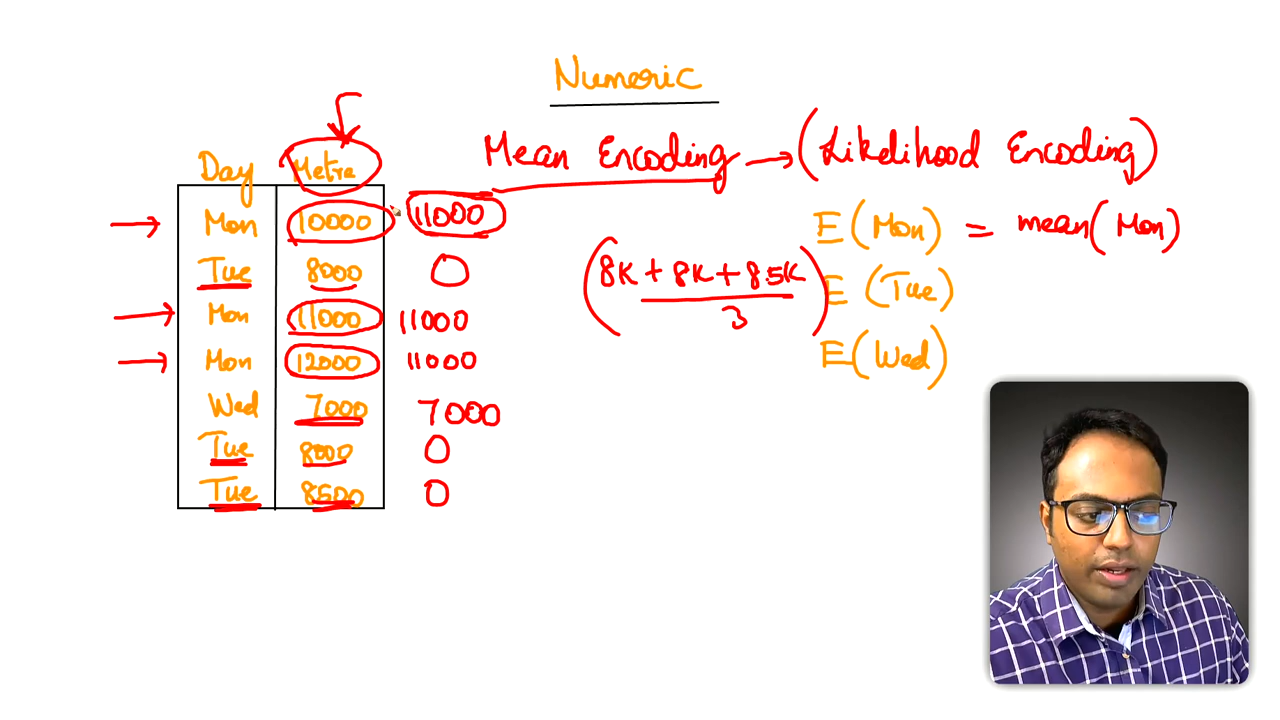 Numeric
Mean Encoding → (Likelihood Encoding)
Day Metre
Mon 10000 11000
Tue 8000 0
Mon 11000 11000
Mon 12000 11000
Wed 7000 7000
Tue 8000 0
Tue 8500 0
E(Mon) = mean(Mon)
(8K + 8K + 8.5K / 3) E(Tue)
E(Wed)